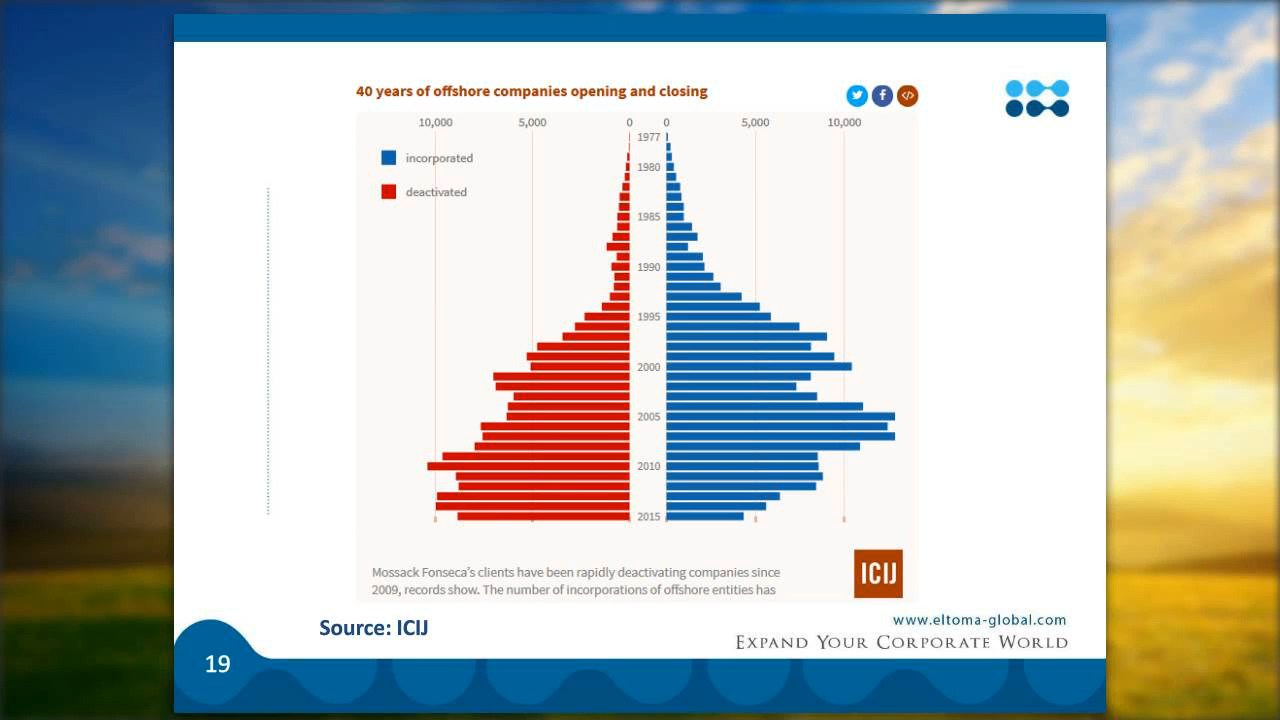 40 years of offshore companies opening and closing
10,000 5,000 0 0 5,000 10,000
incorporated
deactivated
1977
1980
1985
1990
1995
2000
2005
2010
2015
Mossack Fonseca's clients have been rapidly deactivating companies since
2009, records show. The number of incorporations of offshore entities has
ICIJ
Source: ICIJ
www.eltoma-global.com
Expand Your Corporate World
19